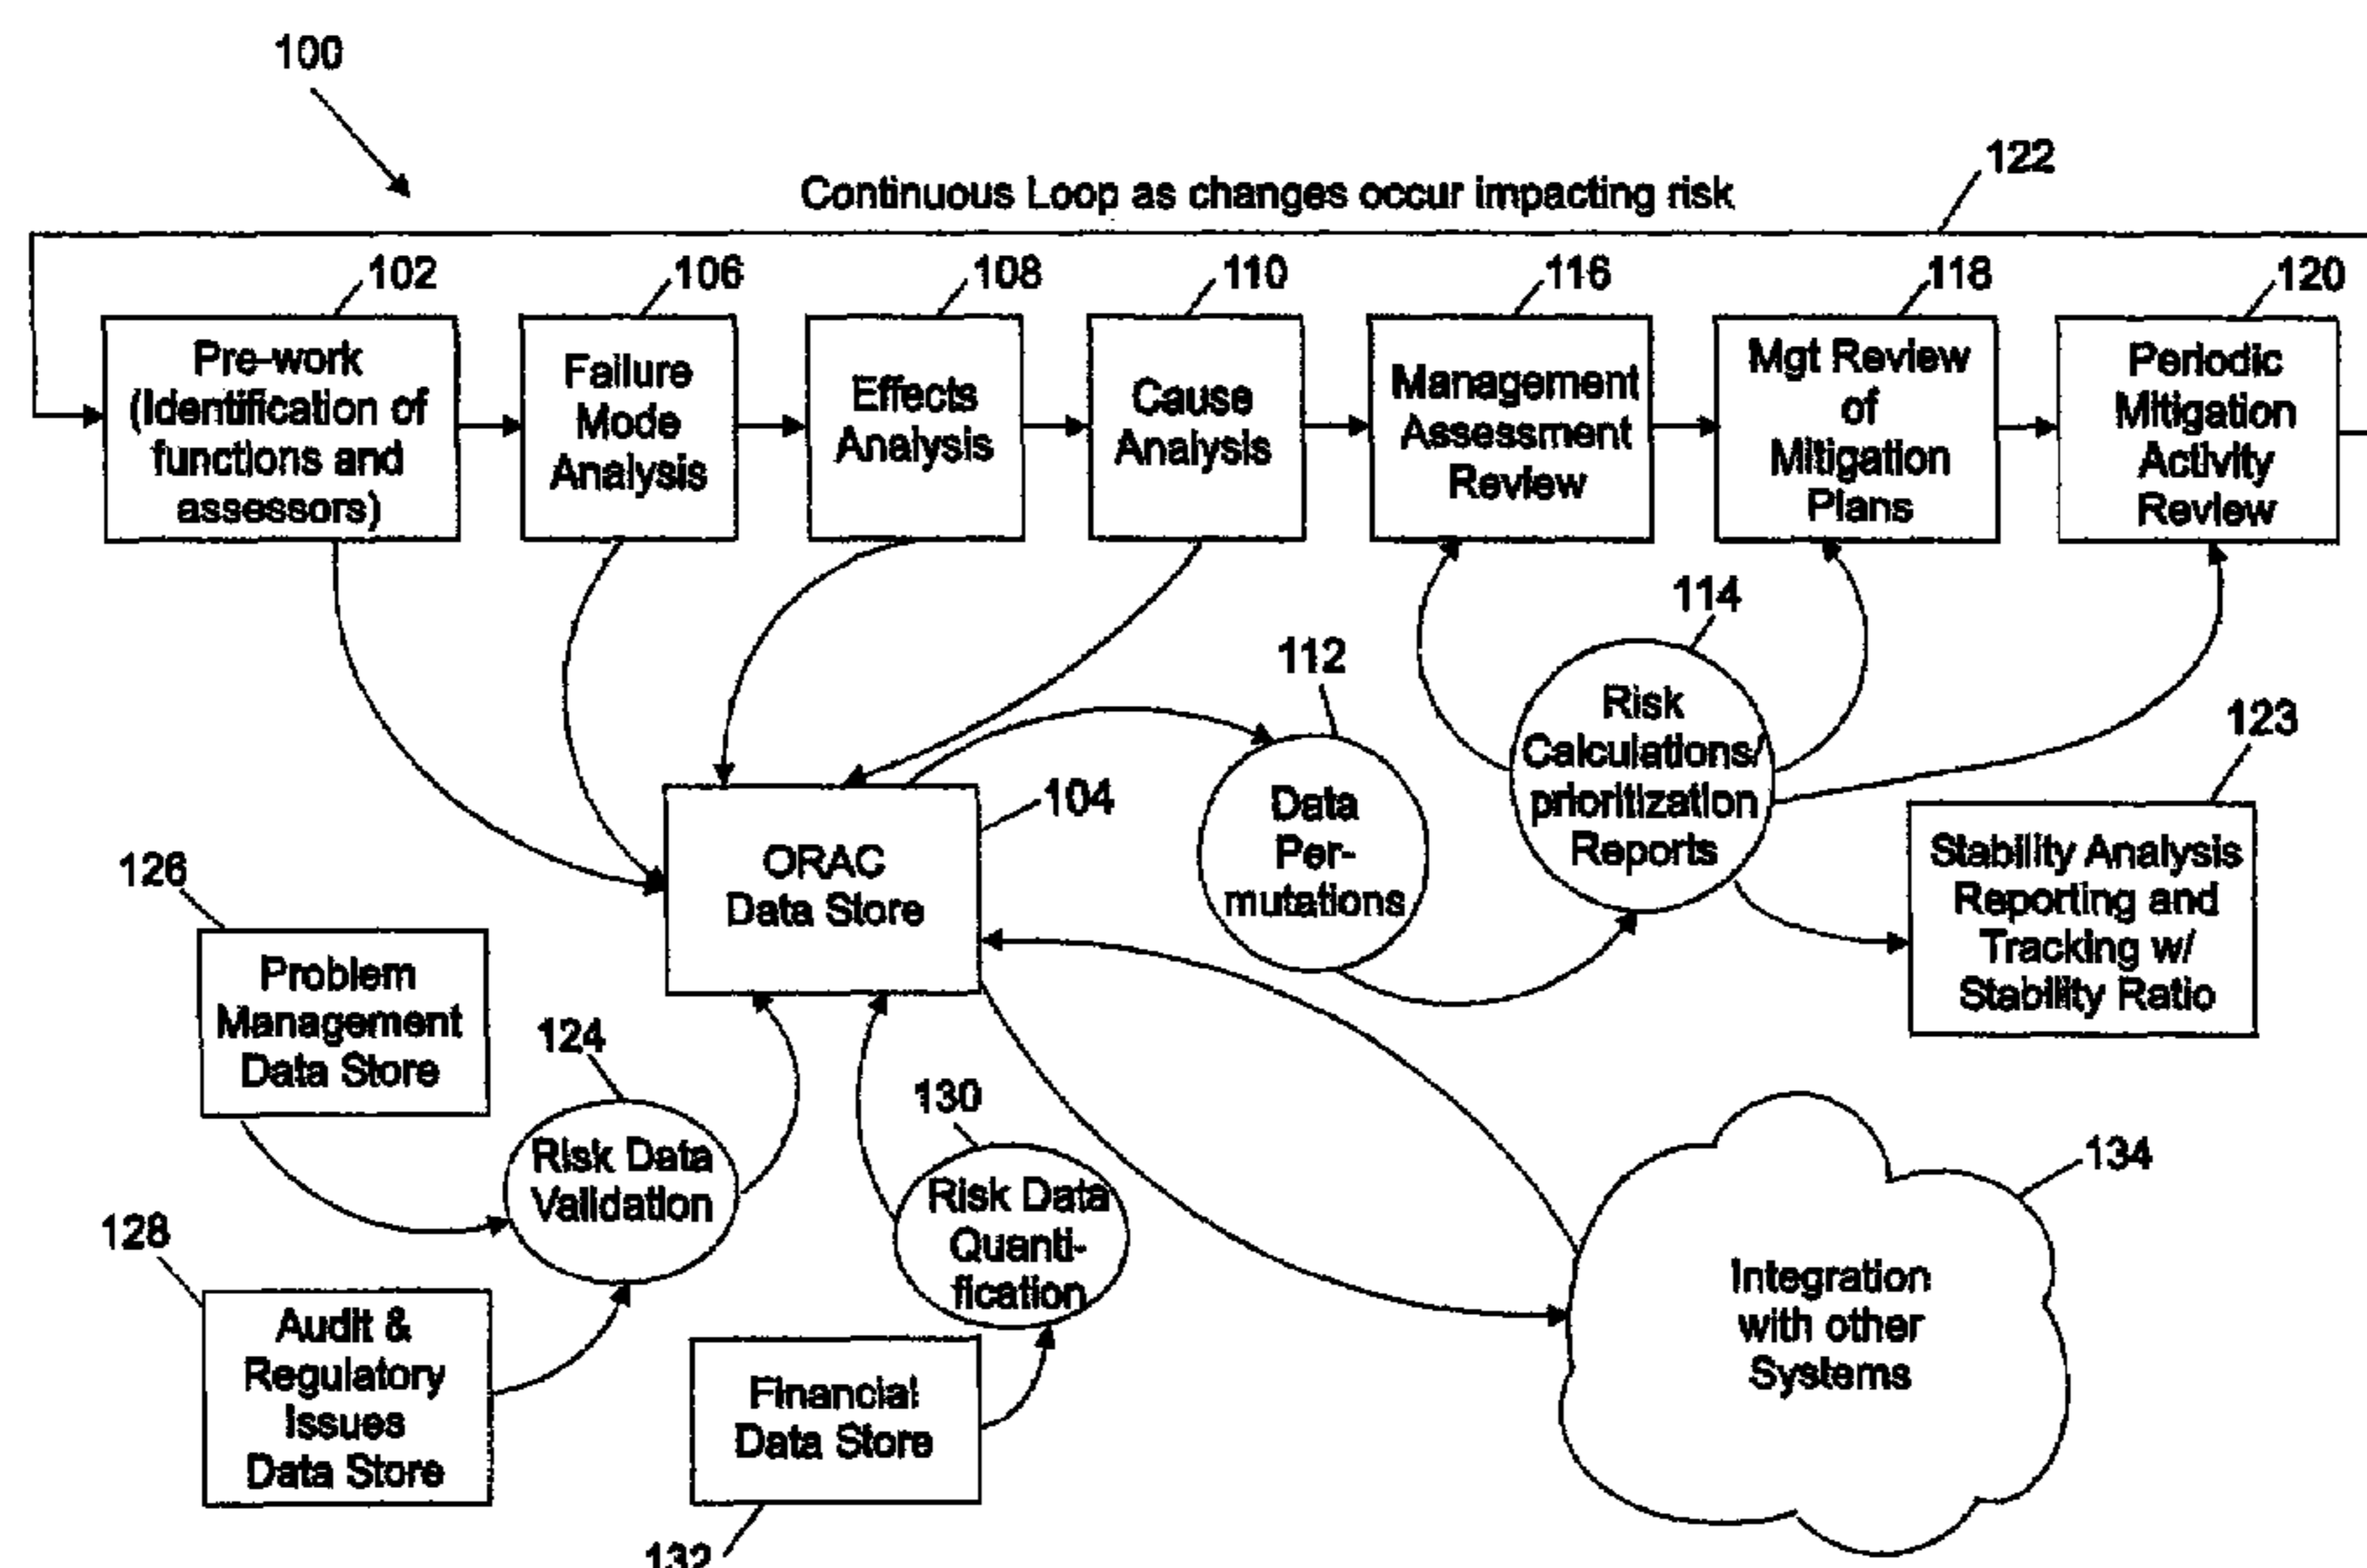 100
122
Continuous Loop as changes occur impacting risk
102
106
108
110
116
118
120
Pre-work
(Identification of
functions and
assessors)
Failure
Mode
Analysis
Effects
Analysis
Cause
Analysis
Management
Assessment
Review
Mgt Review
of
Mitigation
Plans
Periodic
Mitigation
Activity
Review
114
112
Risk
Calculations/
prioritization
Reports
123
104
Data
Per-
mutations
Stability Analysis
Reporting and
Tracking w/
Stability Ratio
ORAC
Data Store
126
Problem
Management
Data Store
124
Risk Data
Validation
130
Risk Data
Quanti-
fication
134
Integration
with other
Systems
128
Audit &
Regulatory
Issues
Data Store
Financial
Data Store
132